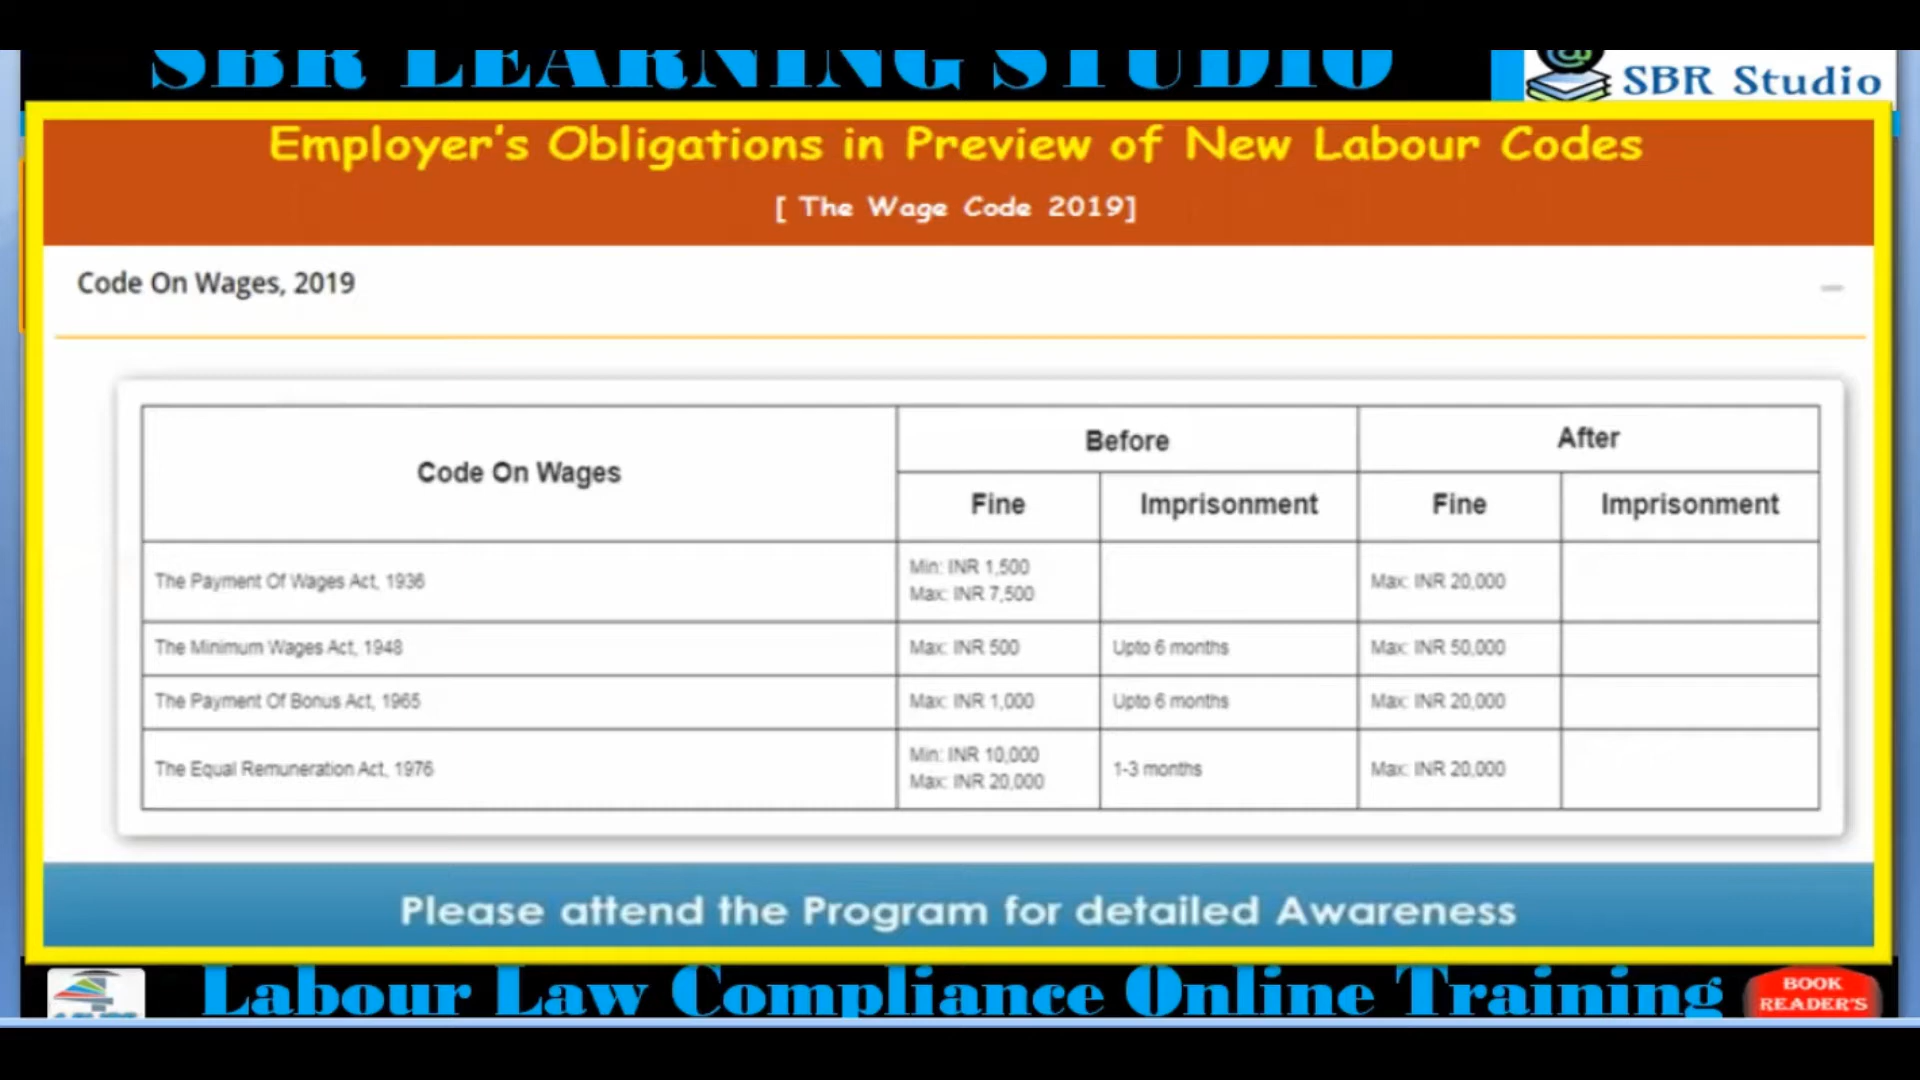 SBR LEARNING STUDIO
@
SBR Studio
Employer's Obligations in Preview of New Labour Codes
[ The Wage Code 2019]
Code On Wages, 2019
Code On Wages
Before
After
Fine
Imprisonment
Fine
Imprisonment
The Payment Of Wages Act, 1936
Min: INR 1,500
Max: INR 7,500
Max: INR 20,000
The Minimum Wages Act, 1948
Max: INR 500
Upto 6 months
Max: INR 50,000
The Payment Of Bonus Act, 1965
Max: INR 1,000
Upto 6 months
Max: INR 20,000
The Equal Remuneration Act, 1976
Min: INR 10,000
Max: INR 20,000
1-3 months
Max: INR 20,000
Please attend the Program for detailed Awareness
Labour Law Compliance Online Training
BOOK
READER'S